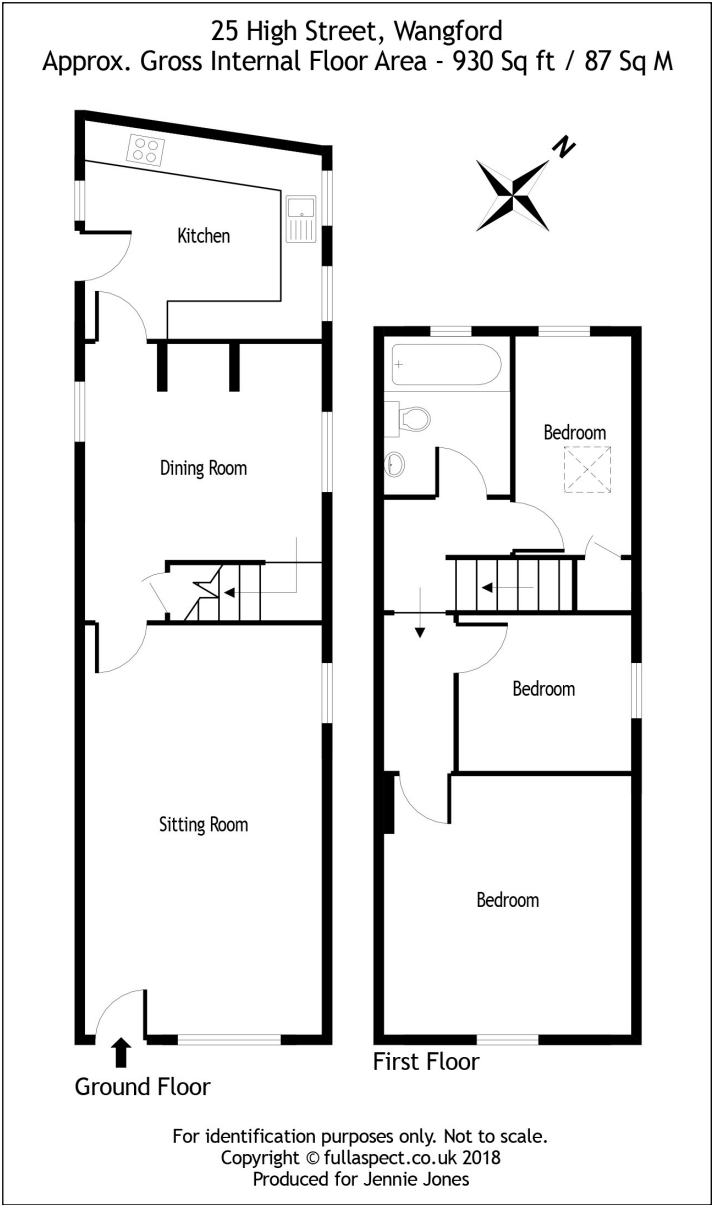 25 High Street, Wangford
Approx. Gross Internal Floor Area - 930 Sq ft / 87 Sq M
N
Kitchen
Dining Room
Sitting Room
Ground Floor
Bedroom
Bedroom
Bedroom
First Floor
For identification purposes only. Not to scale.
Copyright © fullaspect.co.uk 2018
Produced for Jennie Jones